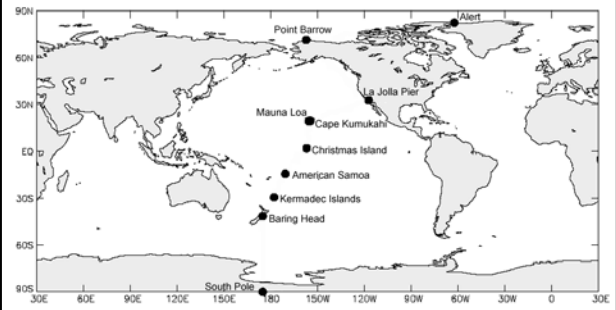 90N
Alert
Point Barrow
60N
La Jolla Pier
30N
Mauna Loa
Cape Kumukahi
EQ
Christmas Island
American Samoa
30S
Kermadec Islands
Baring Head
60S
South Pole
90S
30E 60E 90E 120E 150E 180E 150W 120W 90W 60W 30W 0 30E